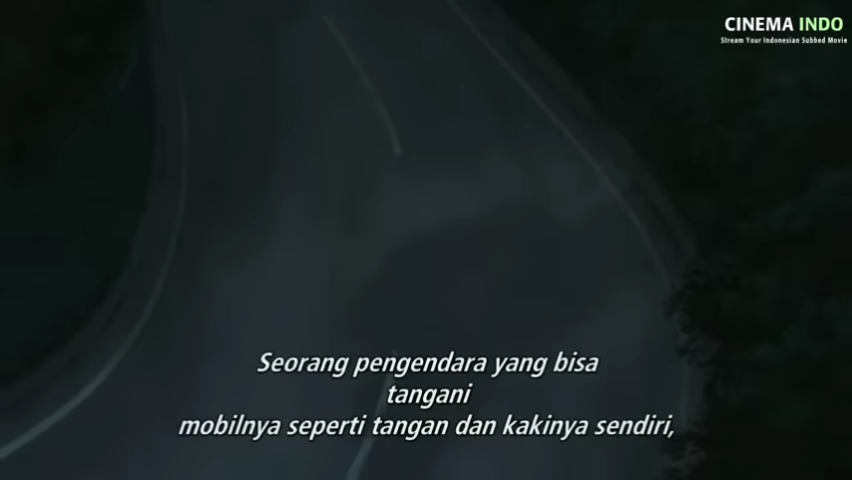 CINEMA INDO
Stream Your Indonesian Subbed Movie
Seorang pengendara yang bisa
tangani
mobilnya seperti tangan dan kakinya sendiri,